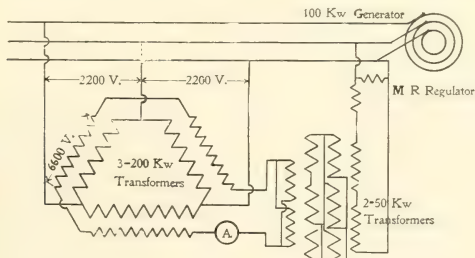 100 Kw Generator
2200 V.
2200 V.
M R Regulator
6600 V.
3-200 Kw
Transformers
2-50 Kw
Transformers
A.